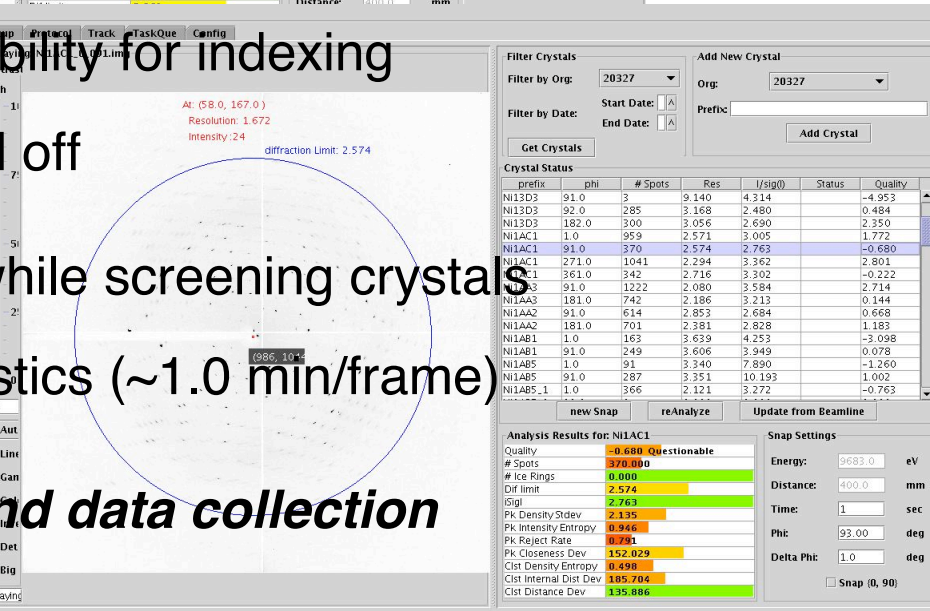 Distance: 400.0 mm
up Protocol Track TaskQue Config
bility for indexing
off
while screening crystals
stics (~1.0 min/frame)
nd data collection
At: (58.0, 167.0 )
Resolution: 1.672
Intensity :24
diffraction Limit: 2.574
(986, 10
Aut
Line
Gan
Det
Big
aying
Filter Crystals
Filter by Org: 20327
Filter by Date: Start Date:
End Date:
Get Crystals
Add New Crystal
Org: 20327
Prefix:
Add Crystal
Crystal Status
prefix phi # Spots Res I/sig(I) Status Quality
Ni13D3 91.0 3 9.140 4.314 -4.953
Ni13D3 92.0 285 3.168 2.480 0.484
Ni13D3 182.0 300 3.056 2.690 2.350
Ni1AC1 1.0 959 2.571 3.005 1.772
Ni1AC1 91.0 370 2.574 2.763 -0.680
Ni1AC1 271.0 1041 2.294 3.362 2.801
Ni1AC1 361.0 342 2.716 3.302 -0.222
Ni1AA3 91.0 1222 2.080 3.584 2.714
Ni1AA3 181.0 742 2.186 3.213 0.144
Ni1AA2 91.0 614 2.853 2.684 0.668
Ni1AA2 181.0 701 2.381 2.828 1.183
Ni1AB1 1.0 163 3.639 4.253 -3.098
Ni1AB1 91.0 249 3.606 3.949 0.078
Ni1AB5 1.0 91 3.340 7.890 -1.260
Ni1AB5 91.0 287 3.351 10.193 1.002
Ni1AB5_1 1.0 366 2.121 3.272 -0.763
new Snap reAnalyze Update from Beamline
Analysis Results for: Ni1AC1
Quality -0.680 Questionable
# Spots 370.000
# Ice Rings 0.000
Dif limit 2.574
ISigI 2.763
Pk Density Stdev 2.135
Pk Intensity Entropy 0.946
Pk Reject Rate 0.791
Pk Closeness Dev 152.029
Clst Density Entropy 0.498
Clst Internal Dist Dev 185.704
Clst Distance Dev 135.886
Snap Settings
Energy: 9683.0 eV
Distance: 400.0 mm
Time: 1 sec
Phi: 93.00 deg
Delta Phi: 1.0 deg
Snap {0, 90}